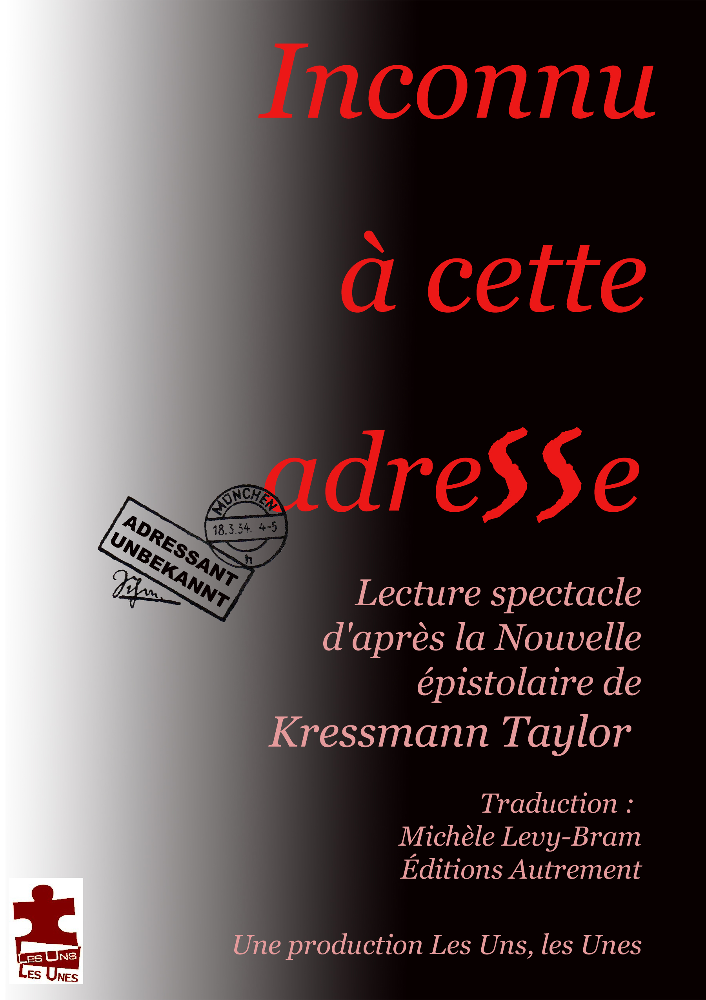 Inconnu
à cette
adresse
MÜNCHEN
18.3.34. 4-5
h
ADRESSANT
UNBEKANNT
Lecture spectacle
d'après la Nouvelle
épistolaire de
Kressmann Taylor
Traduction :
Michèle Levy-Bram
Éditions Autrement
Une production Les Uns, les Unes
LES UNS
LES UNES